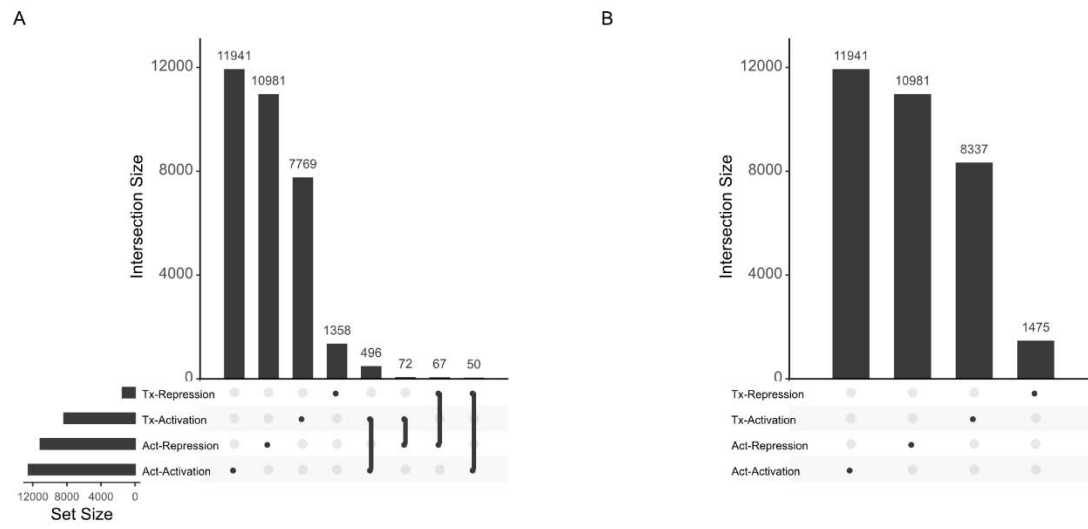 A
Intersection Size
12000
8000
4000
0
11941
10981
7769
1358
496
72
67
50
Tx-Repression
Tx-Activation
Act-Repression
Act-Activation
12000 8000 4000 0
Set Size
B
Intersection Size
12000
8000
4000
0
11941
10981
8337
1475
Tx-Repression
Tx-Activation
Act-Repression
Act-Activation